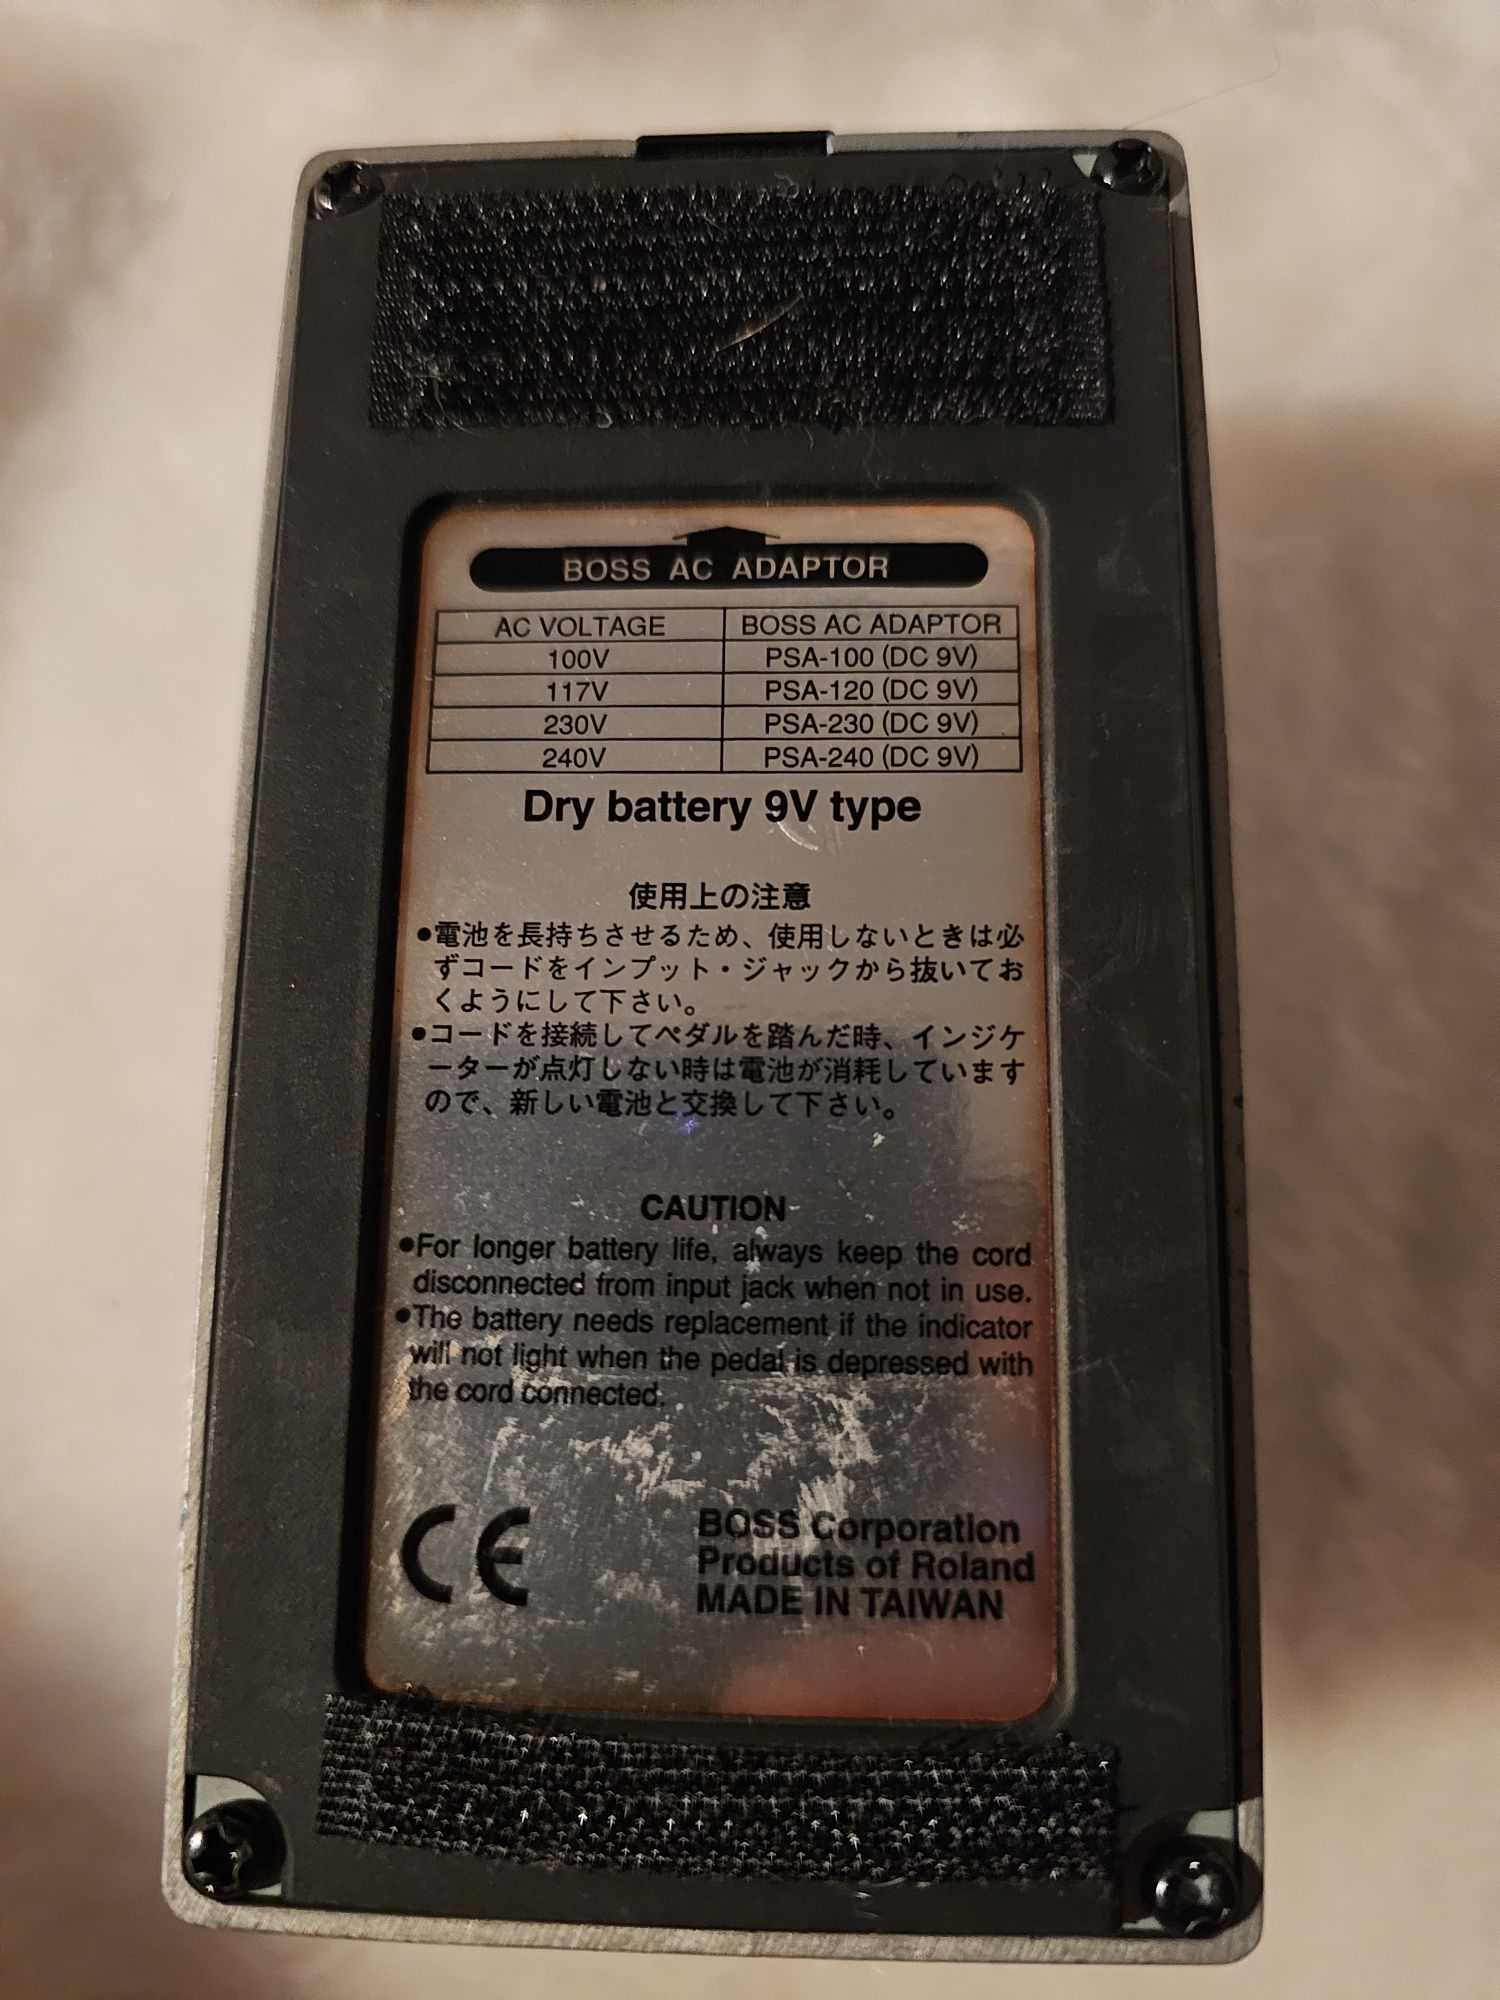 BOSS AC ADAPTOR
AC VOLTAGE BOSS AC ADAPTOR
100V PSA-100 (DC 9V)
117V PSA-120 (DC 9V)
230V PSA-230 (DC 9V)
240V PSA-240 (DC 9V)
Dry battery 9V type
使用上の注意
●電池を長持ちさせるため、使用しないときは必
ずコードをインプット・ジャックから抜いてお
くようにして下さい。
●コードを接続してペダルを踏んだ時、インジケ
ーターが点灯しない時は電池が消耗しています
ので、新しい電池と交換して下さい。
CAUTION
●For longer battery life, always keep the cord
disconnected from input jack when not in use.
●The battery needs replacement if the indicator
will not light when the pedal is depressed with
the cord connected.
CE
BOSS Corporation
Products of Roland
MADE IN TAIWAN